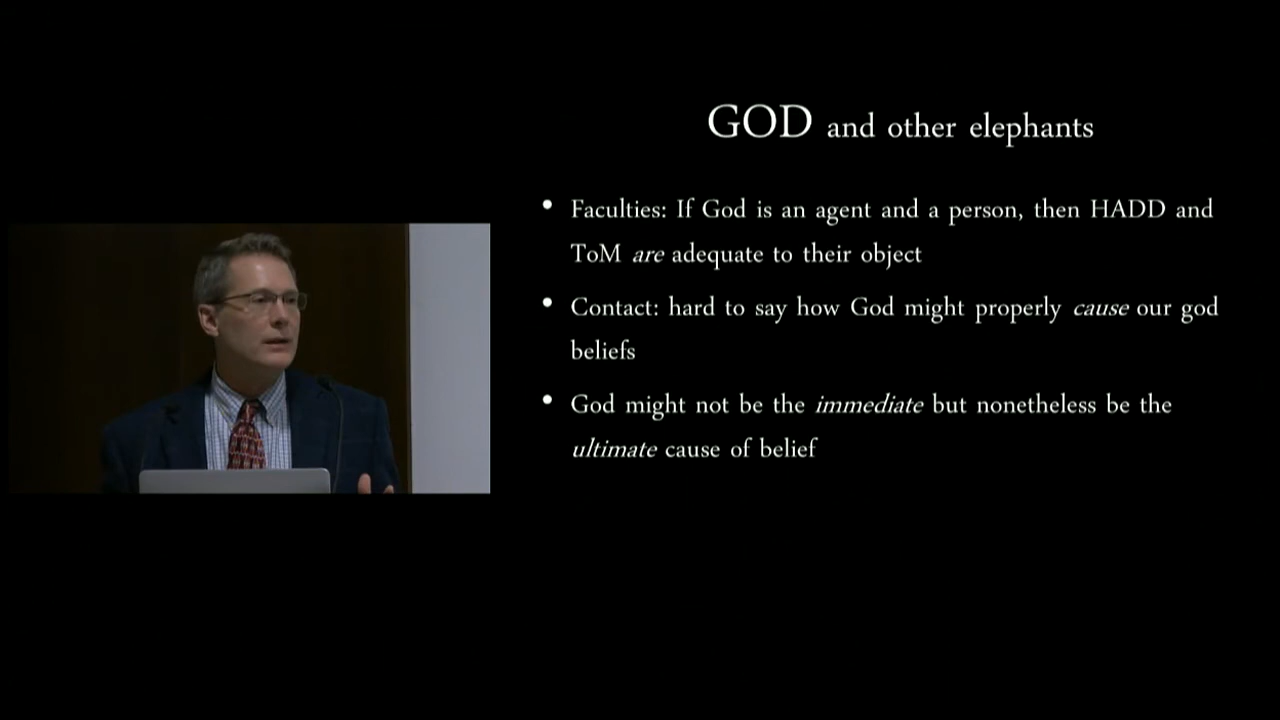 GOD and other elephants
• Faculties: If God is an agent and a person, then HADD and
ToM are adequate to their object
• Contact: hard to say how God might properly cause our god
beliefs
• God might not be the immediate but nonetheless be the
ultimate cause of belief